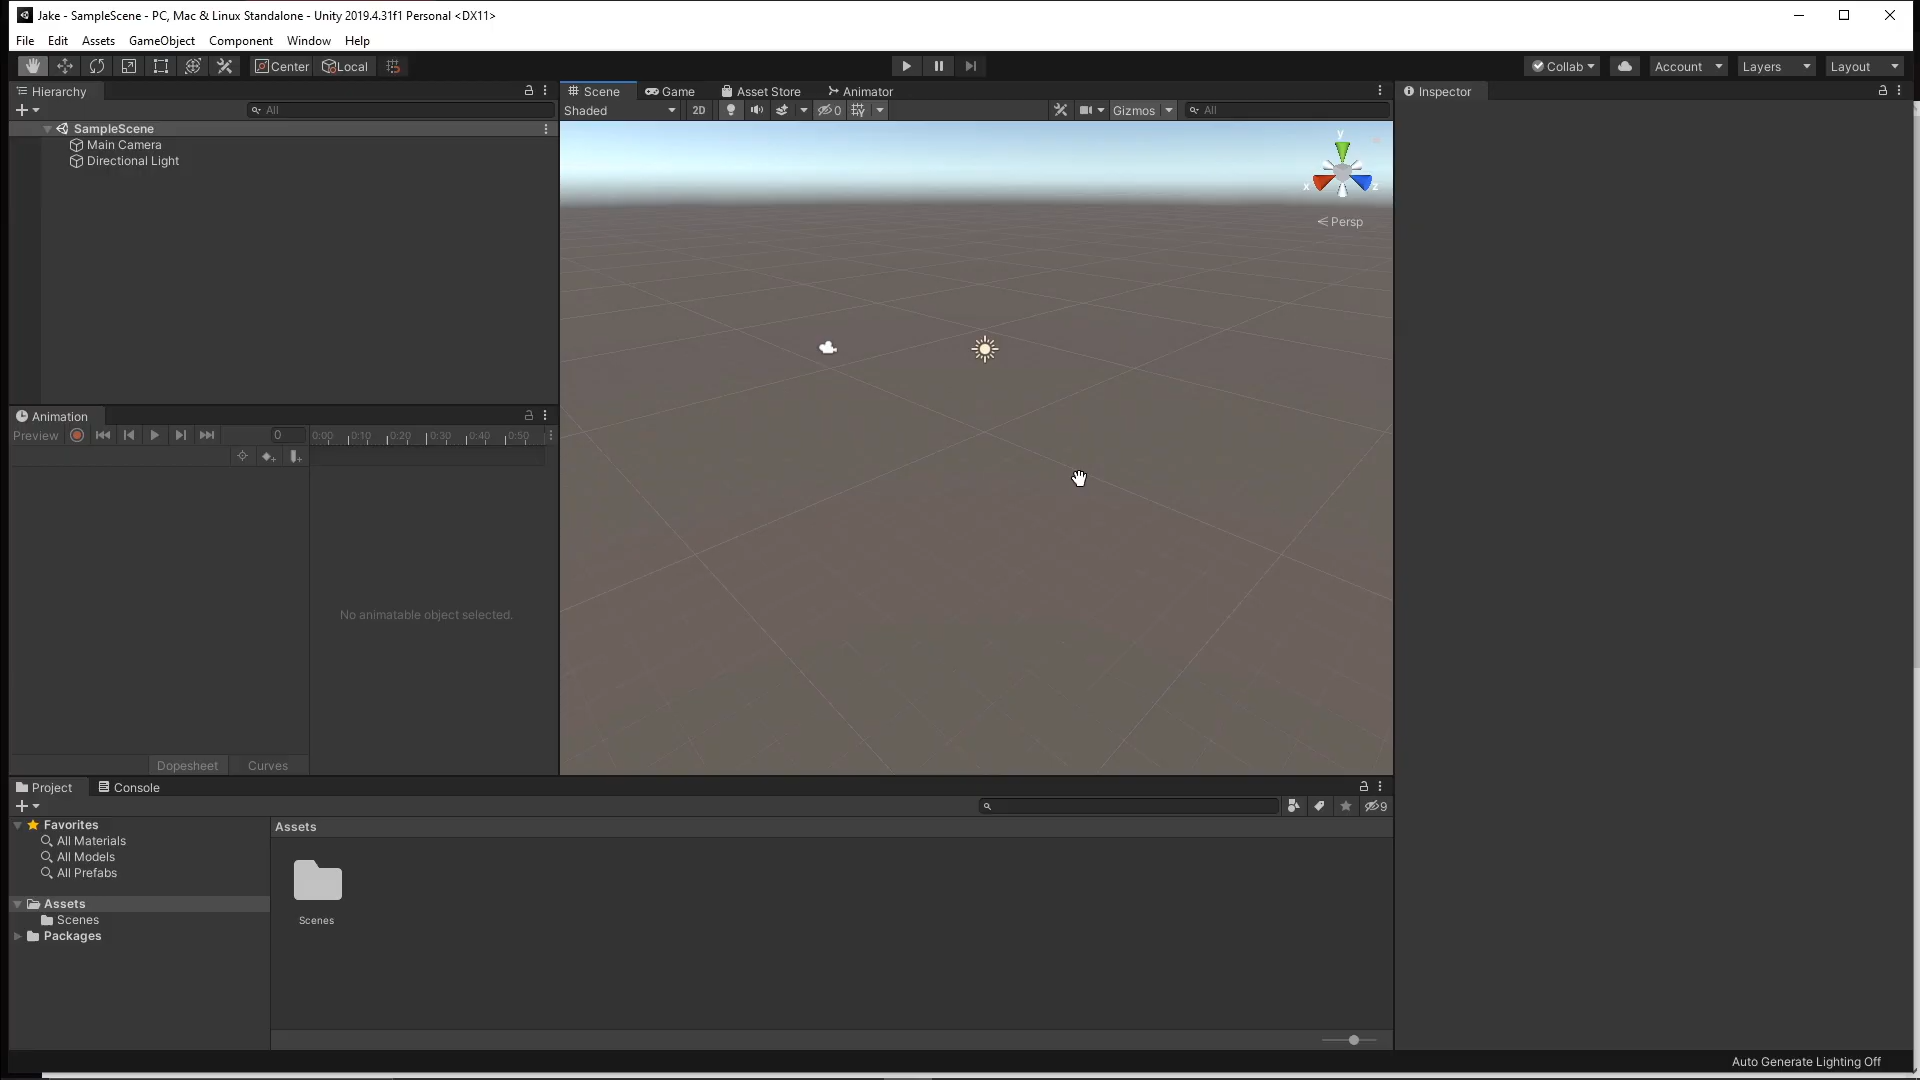 Jake - SampleScene - PC, Mac & Linux Standalone - Unity 2019.4.31f1 Personal <DX11>
File Edit Assets GameObject Component Window Help
Center Local Collab Account Layers Layout
Hierarchy
All
SampleScene
Main Camera
Directional Light
Scene Game Asset Store Animator
Shaded 2D 0 Gizmos All
y
x z
Persp
Inspector
Animation
Preview 0 0:00 0:10 0:20 0:30 0:40 0:50
No animatable object selected.
Dopesheet Curves
Project Console
9
Favorites
All Materials
All Models
All Prefabs
Assets
Scenes
Packages
Assets
Scenes
Auto Generate Lighting Off